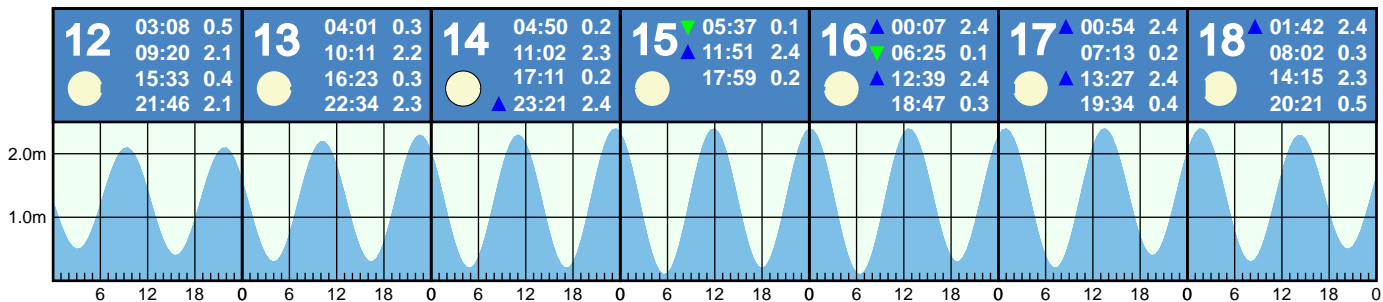 12 03:08 0.5
09:20 2.1
15:33 0.4
21:46 2.1
13 04:01 0.3
10:11 2.2
16:23 0.3
22:34 2.3
14 04:50 0.2
11:02 2.3
17:11 0.2
▲ 23:21 2.4
15 ▼ 05:37 0.1
▲ 11:51 2.4
17:59 0.2
16 ▲ 00:07 2.4
▼ 06:25 0.1
▲ 12:39 2.4
18:47 0.3
17 ▲ 00:54 2.4
07:13 0.2
▲ 13:27 2.4
19:34 0.4
18 ▲ 01:42 2.4
08:02 0.3
14:15 2.3
20:21 0.5
2.0m
1.0m
6 12 18 0 6 12 18 0 6 12 18 0 6 12 18 0 6 12 18 0 6 12 18 0 6 12 18 0